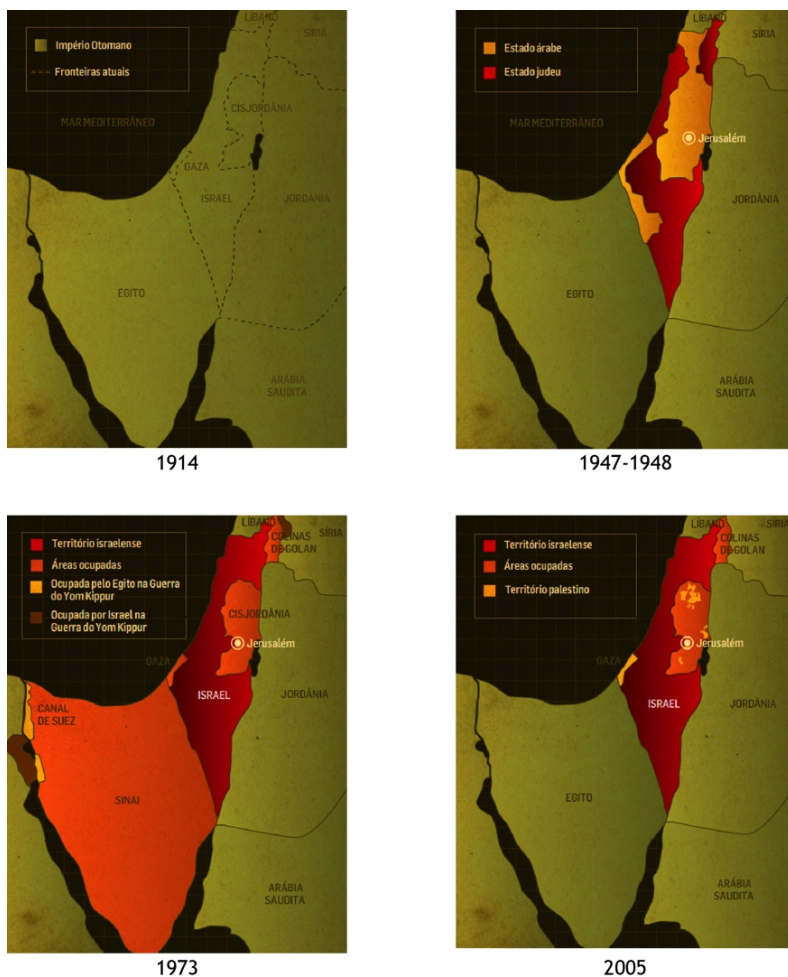 Império Otomano
Fronteiras atuais
LÍBANO
SÍRIA
CISJORDÂNIA
MAR MEDITERRÂNEO
GAZA
ISRAEL
JORDÂNIA
EGITO
ARÁBIA
SAUDITA
1914
Estado árabe
Estado judeu
LÍBANO
SÍRIA
MAR MEDITERRÂNEO
Jerusalém
JORDÂNIA
EGITO
ARÁBIA
SAUDITA
1947-1948
Território israelense
Áreas ocupadas
Ocupada pelo Egito na Guerra
do Yom Kippur
Ocupada por Israel na
Guerra do Yom Kippur
LÍBANO
SÍRIA
COLINAS
DE GOLAN
CISJORDÂNIA
Jerusalém
GAZA
ISRAEL
JORDÂNIA
CANAL
DE SUEZ
SINAI
ARÁBIA
SAUDITA
1973
Território israelense
Áreas ocupadas
Território palestino
LÍBANO
SÍRIA
COLINAS
DE GOLAN
Jerusalém
GAZA
ISRAEL
JORDÂNIA
EGITO
ARÁBIA
SAUDITA
2005